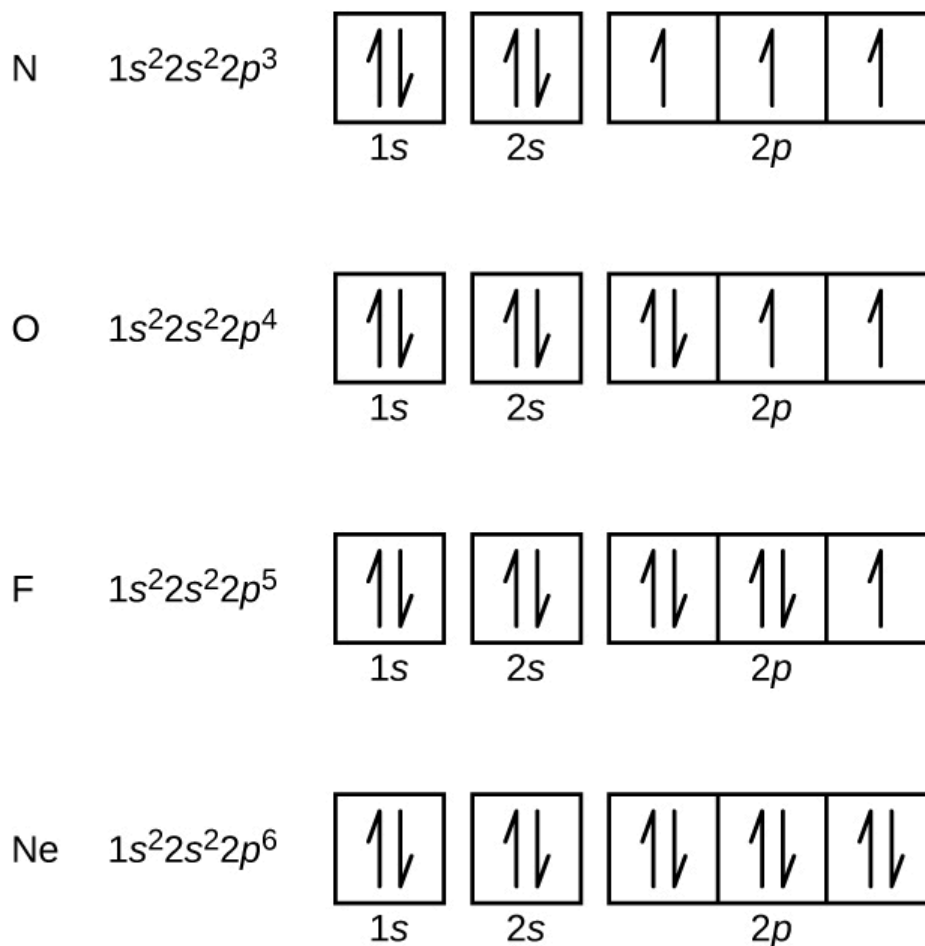 N 1s²2s²2p³
1s 2s 2p
O 1s²2s²2p⁴
1s 2s 2p
F 1s²2s²2p⁵
1s 2s 2p
Ne 1s²2s²2p⁶
1s 2s 2p